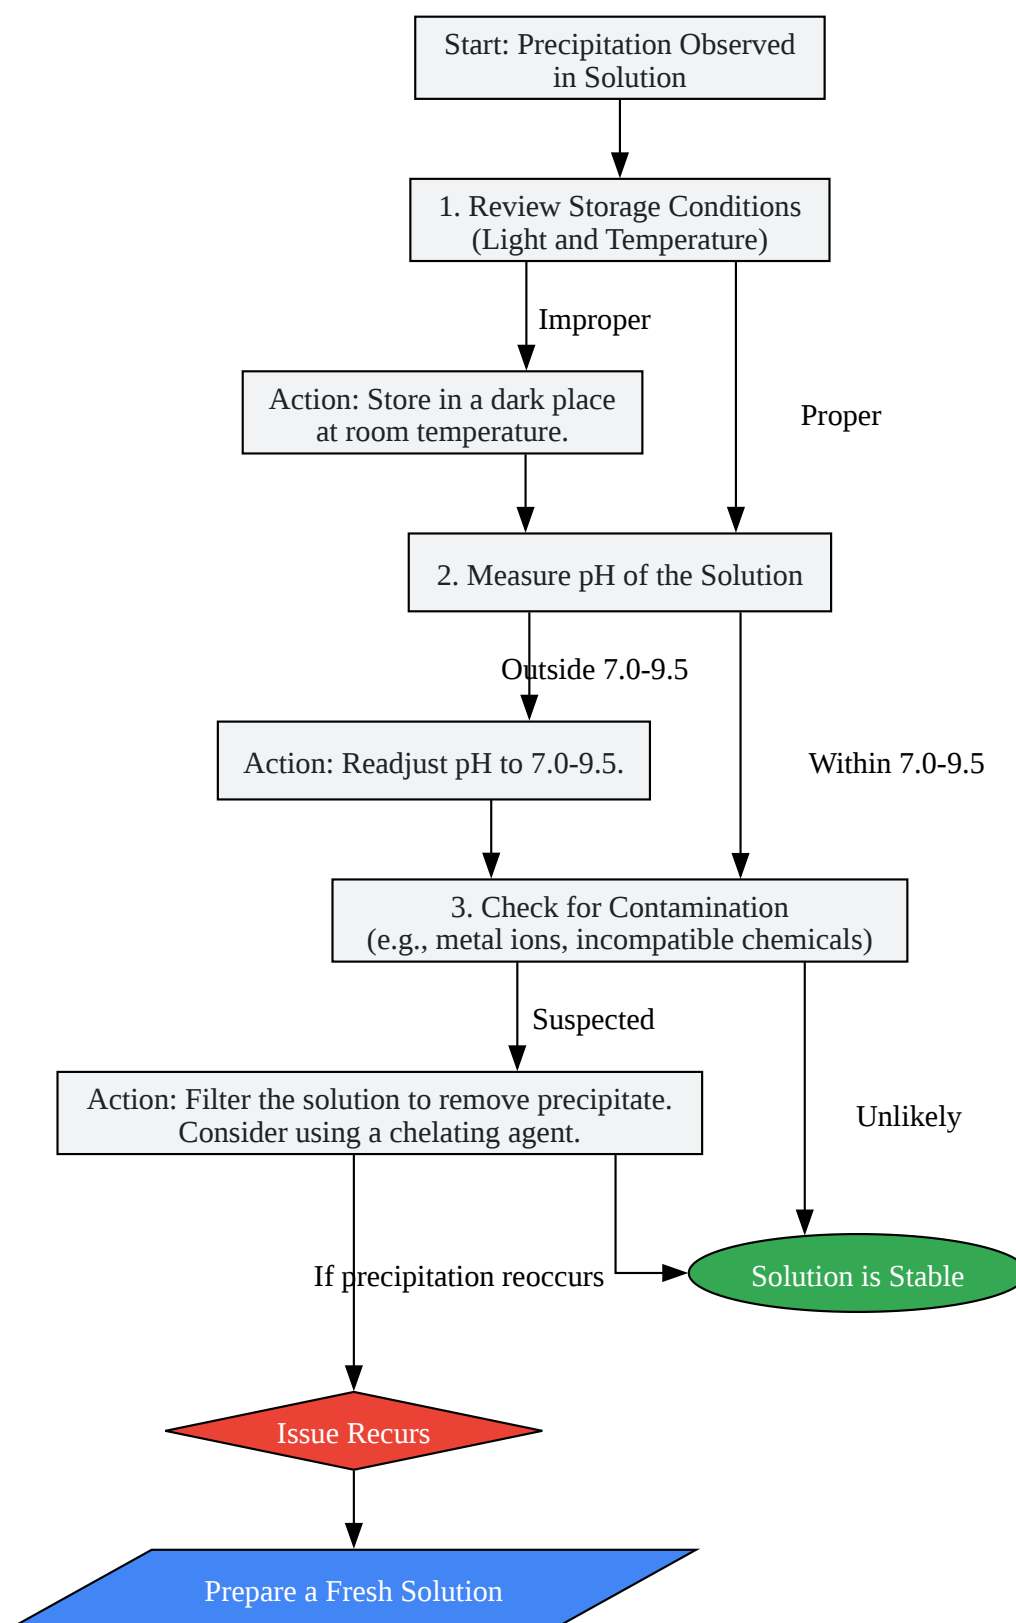 Start: Precipitation Observed
in Solution
1. Review Storage Conditions
(Light and Temperature)
Improper
Action: Store in a dark place
at room temperature.
Proper
2. Measure pH of the Solution
Outside 7.0-9.5
Action: Readjust pH to 7.0-9.5.
Within 7.0-9.5
3. Check for Contamination
(e.g., metal ions, incompatible chemicals)
Suspected
Action: Filter the solution to remove precipitate.
Consider using a chelating agent.
Unlikely
If precipitation reoccurs
Solution is Stable
Issue Recurs
Prepare a Fresh Solution